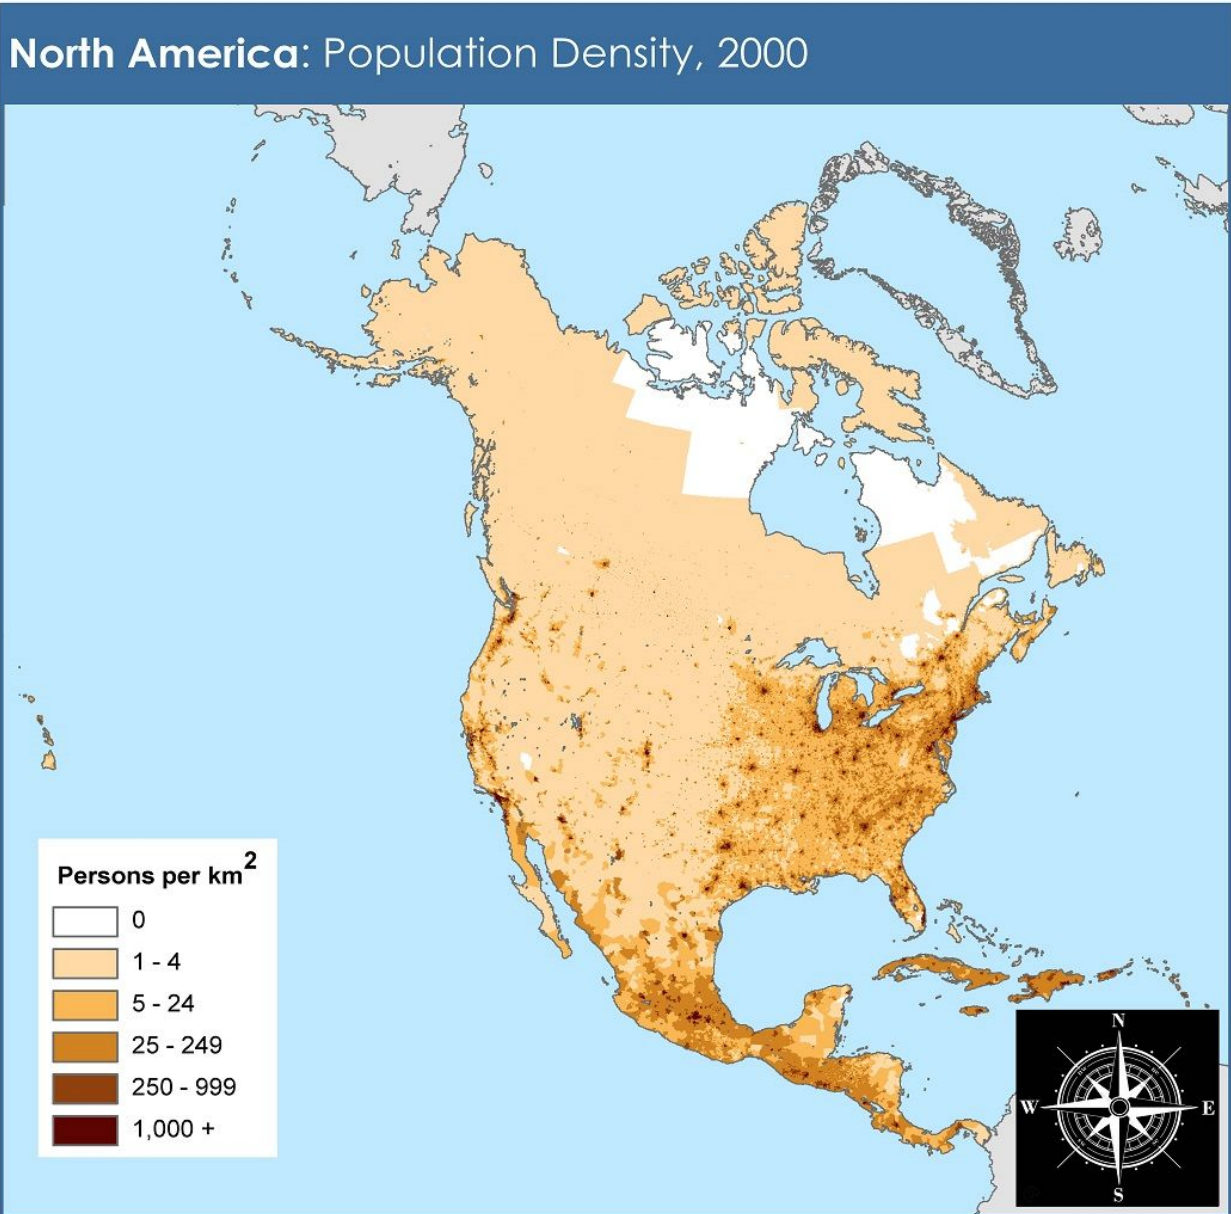 North America: Population Density, 2000
Persons per km²
0
1 - 4
5 - 24
25 - 249
250 - 999
1,000 +
N
W
E
S